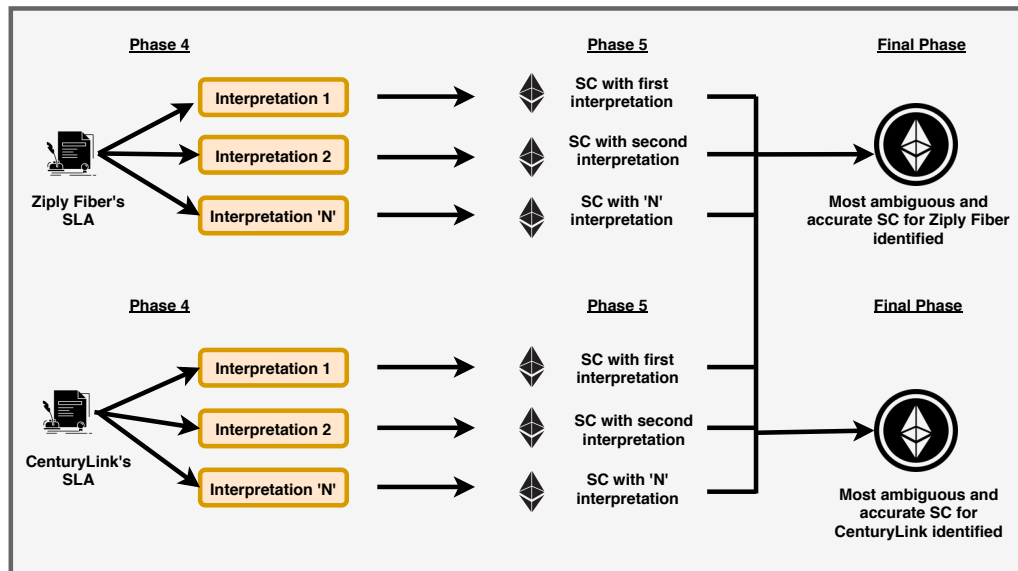 Phase 4
Phase 5
Final Phase
Interpretation 1
SC with first
interpretation
Interpretation 2
SC with second
interpretation
Ziply Fiber's
SLA
Interpretation 'N'
SC with 'N'
interpretation
Most ambiguous and
accurate SC for Ziply Fiber
identified
Phase 4
Phase 5
Final Phase
Interpretation 1
SC with first
interpretation
Interpretation 2
SC with second
interpretation
CenturyLink's
SLA
Interpretation 'N'
SC with 'N'
interpretation
Most ambiguous and
accurate SC for
CenturyLink identified